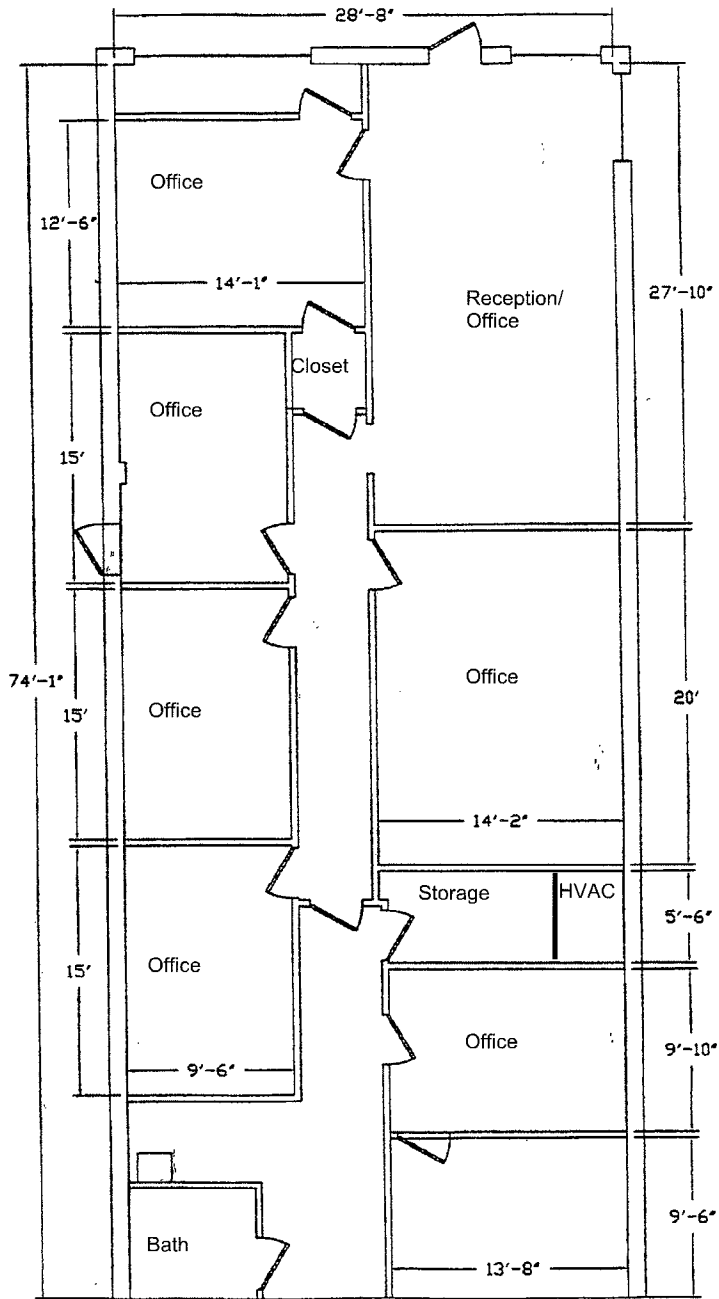 28'-8"
Office
12'-6"
14'-1"
27'-10"
Reception/
Office
Closet
Office
15'
74'-1"
Office
15'
Office
20'
14'-2"
Storage
HVAC
5'-6"
Office
15'
Office
9'-10"
9'-6"
9'-6"
Bath
13'-8"